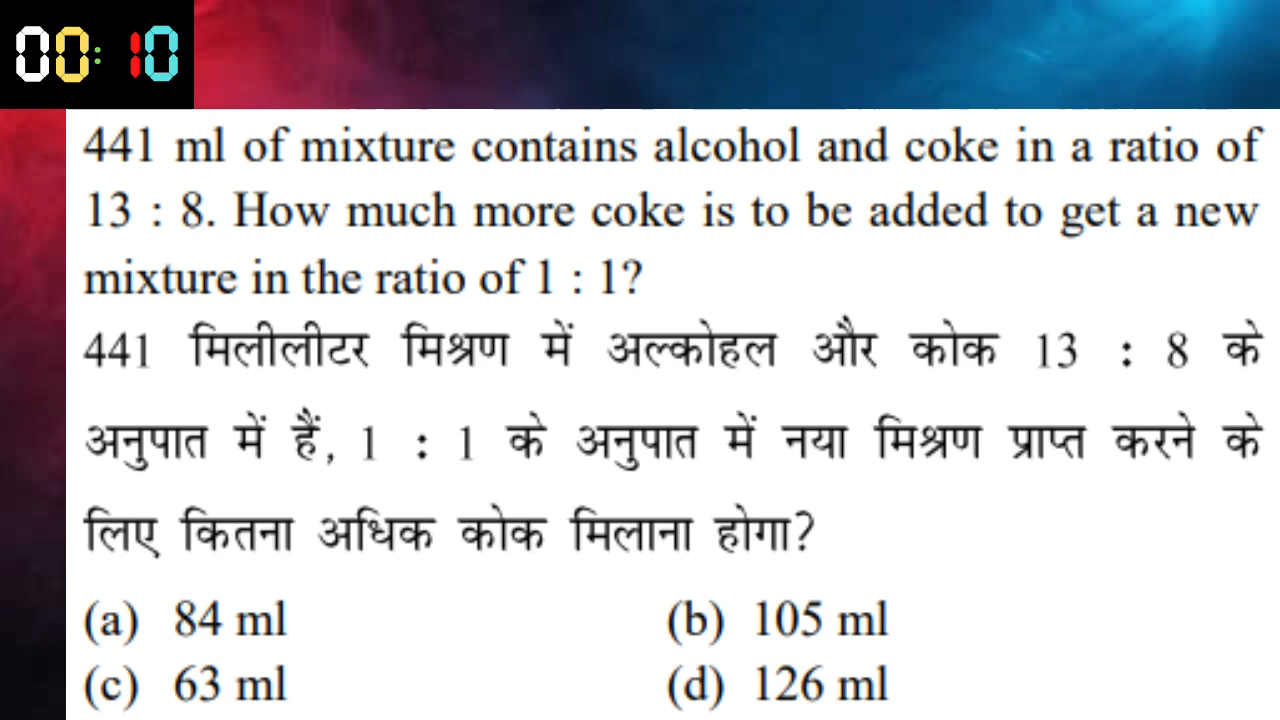 00: 10
441 ml of mixture contains alcohol and coke in a ratio of
13 : 8. How much more coke is to be added to get a new
mixture in the ratio of 1 : 1?
441 मिलीलीटर मिश्रण में अल्कोहल और कोक 13 : 8 के
अनुपात में हैं, 1 : 1 के अनुपात में नया मिश्रण प्राप्त करने के
लिए कितना अधिक कोक मिलाना होगा?
(a) 84 ml (b) 105 ml
(c) 63 ml (d) 126 ml